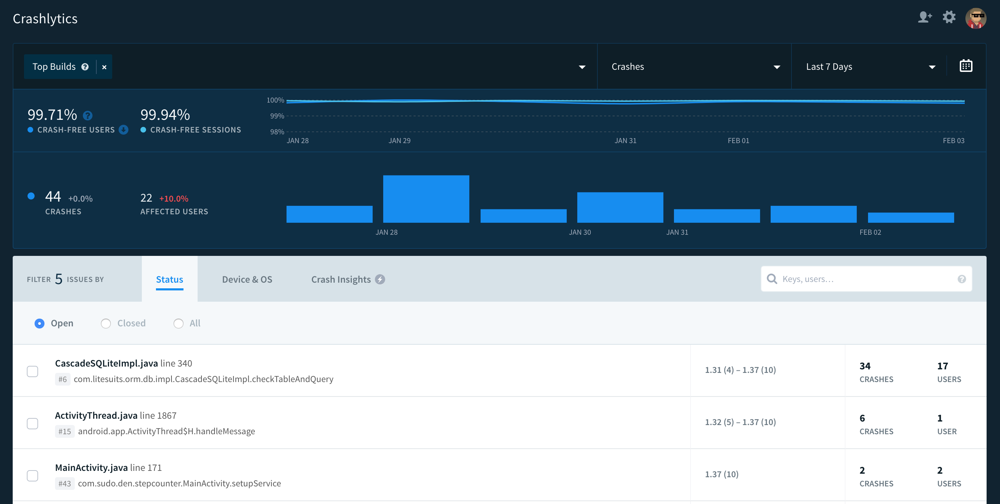 Crashlytics
Top Builds ? ×
Crashes
Last 7 Days
99.71% ?
CRASH-FREE USERS
99.94%
CRASH-FREE SESSIONS
100%
99%
98%
JAN 28 JAN 29 JAN 31 FEB 01 FEB 03
44 +0.0%
CRASHES
22 +10.0%
AFFECTED USERS
JAN 28 JAN 30 JAN 31 FEB 02
FILTER 5 ISSUES BY
Status
Device & OS
Crash Insights
Keys, users… ?
Open
Closed
All
CascadeSQLiteImpl.java line 340
#6 com.litesuits.orm.db.impl.CascadeSQLiteImpl.checkTableAndQuery
1.31 (4) – 1.37 (10)
34
CRASHES
17
USERS
ActivityThread.java line 1867
#15 android.app.ActivityThread$H.handleMessage
1.32 (5) – 1.37 (10)
6
CRASHES
1
USER
MainActivity.java line 171
#43 com.sudo.den.stepcounter.MainActivity.setupService
1.37 (10)
2
CRASHES
2
USERS